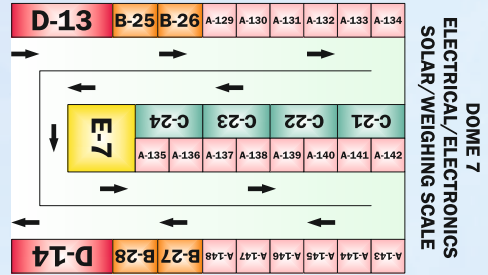 D-13 B-25 B-26 A-129 A-130 A-131 A-132 A-133 A-134
C-24 C-23 C-22 C-21
E-7
A-135 A-136 A-137 A-138 A-139 A-140 A-141 A-142
D-14 B-28 B-27 A-148 A-147 A-146 A-145 A-144 A-143
DOME 7
ELECTRICAL/ELECTRONICS
SOLAR/WEIGHING SCALE